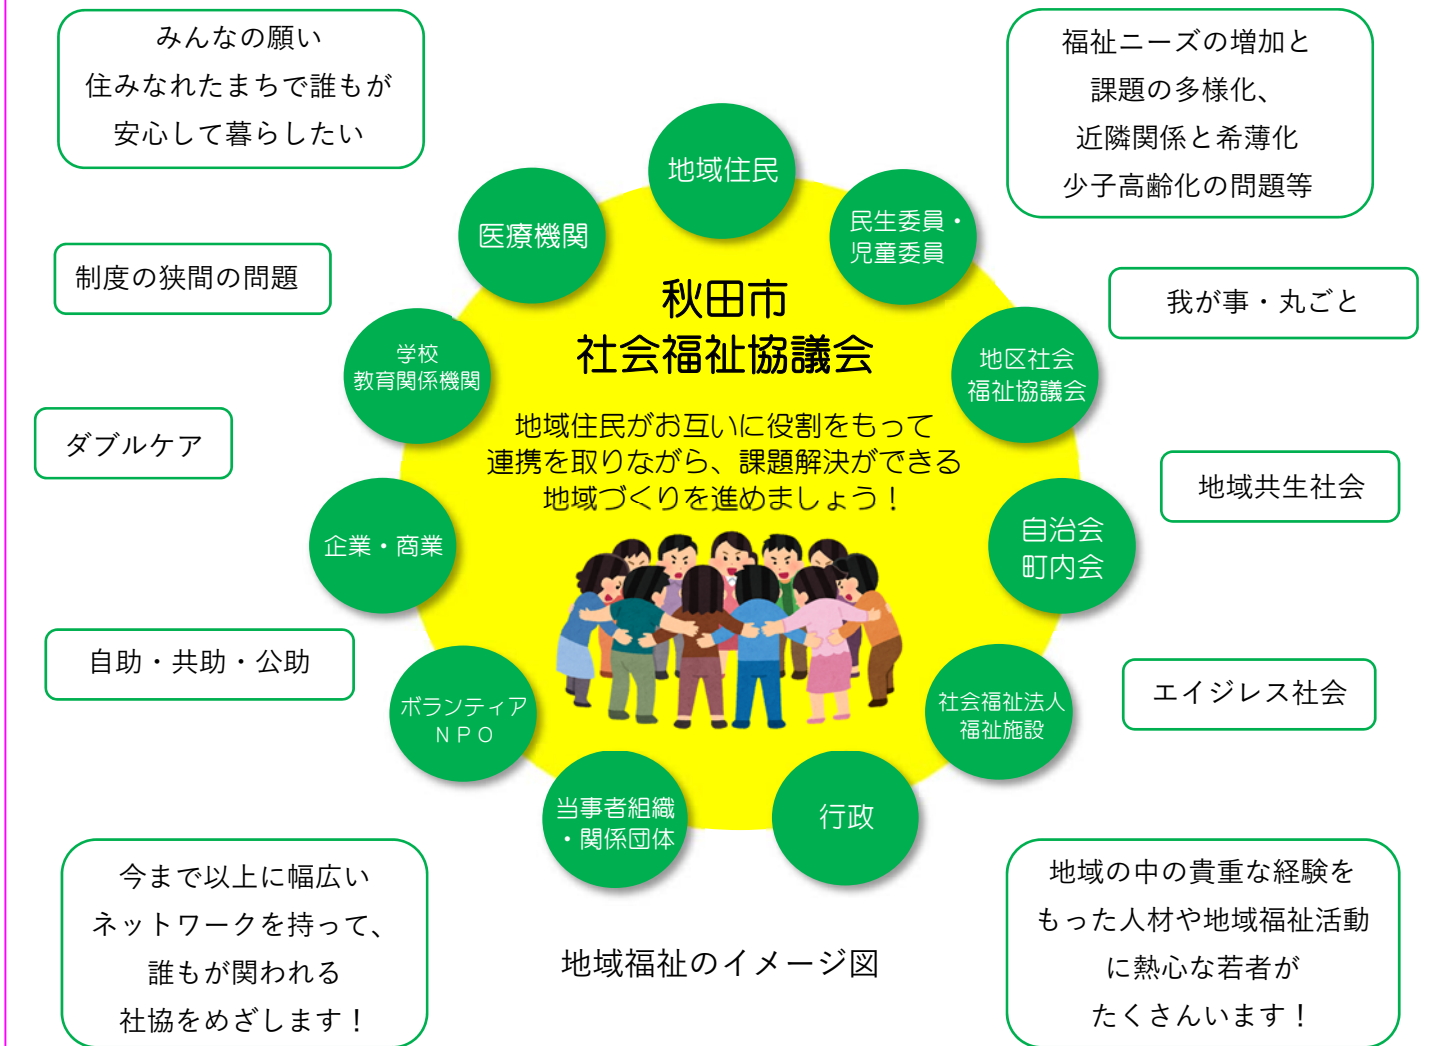 みんなの願い
住みなれたまちで誰もが
安心して暮らしたい
福祉ニーズの増加と
課題の多様化、
近隣関係と希薄化
少子高齢化の問題等
地域住民
医療機関
民生委員・
児童委員
制度の狭間の問題
我が事・丸ごと
秋田市
社会福祉協議会
学校
教育関係機関
地区社会
福祉協議会
ダブルケア
地域住民がお互いに役割をもって
連携を取りながら、課題解決ができる
地域づくりを進めましょう！
地域共生社会
企業・商業
自治会
町内会
自助・共助・公助
エイジレス社会
ボランティア
ＮＰＯ
社会福祉法人
福祉施設
当事者組織
・関係団体
行政
今まで以上に幅広い
ネットワークを持って、
誰もが関われる
社協をめざします！
地域の中の貴重な経験を
もった人材や地域福祉活動
に熱心な若者が
たくさんいます！
地域福祉のイメージ図